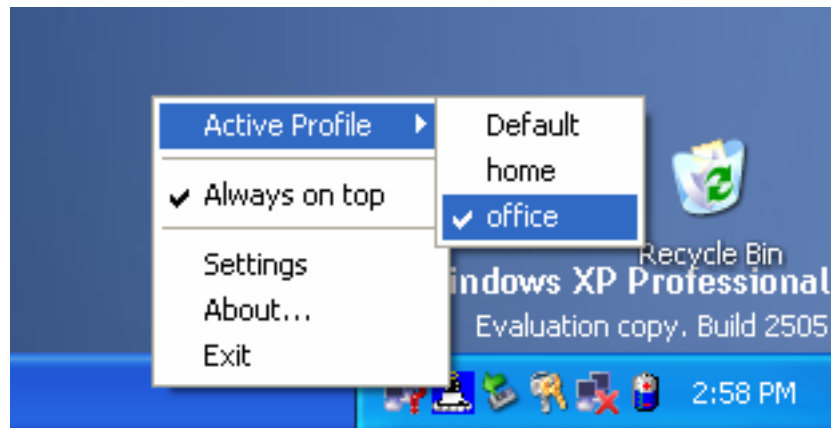 Active Profile
Always on top
Settings
About...
Exit
Default
home
office
Recycle Bin
indows XP Professional
Evaluation copy. Build 2505
2:58 PM